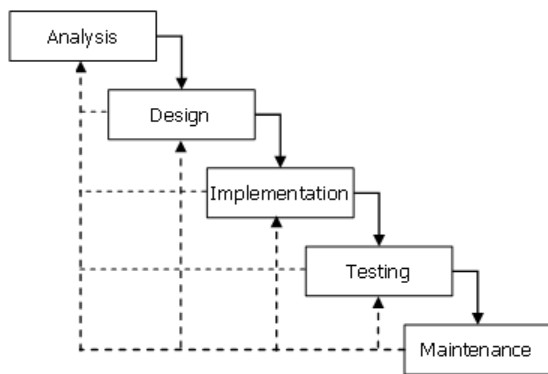 Analysis
Design
Implementation
Testing
Maintenance